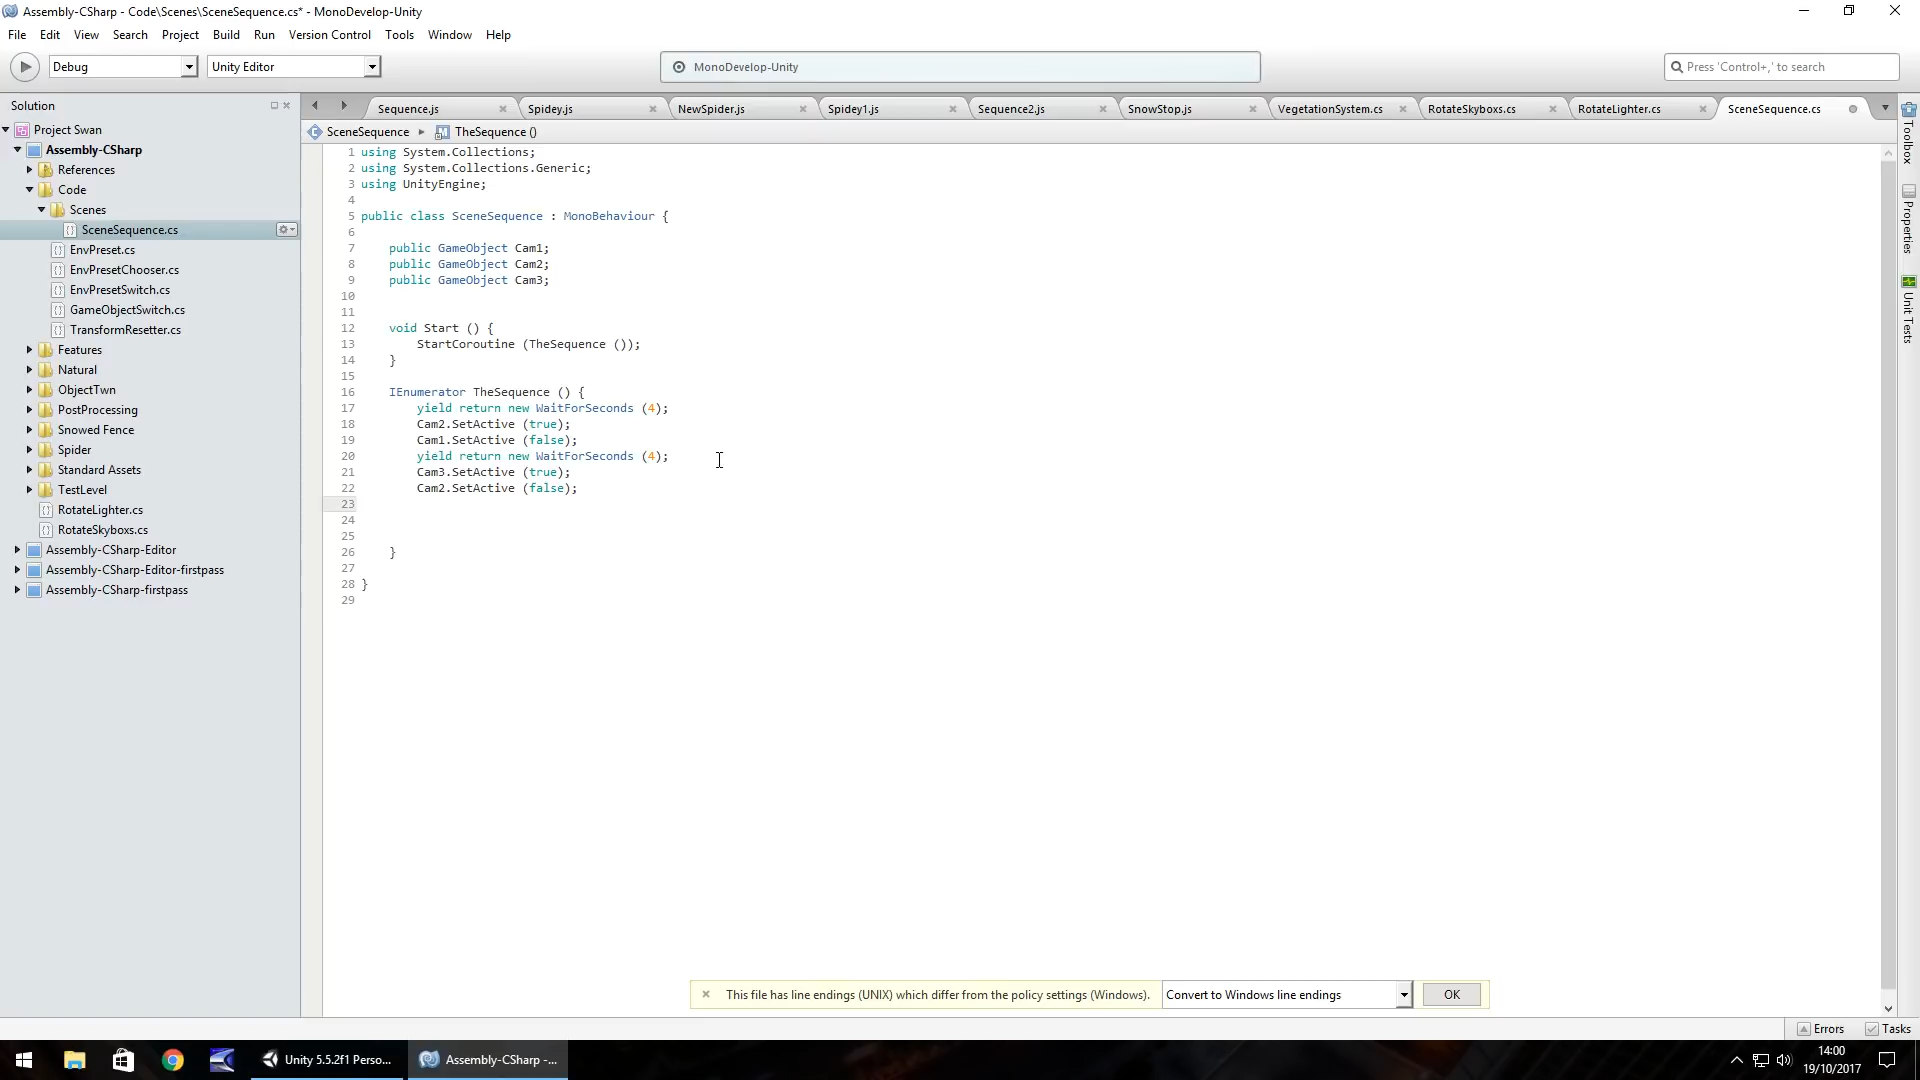 Assembly-CSharp - Code\Scenes\SceneSequence.cs* - MonoDevelop-Unity
File Edit View Search Project Build Run Version Control Tools Window Help
Debug Unity Editor MonoDevelop-Unity Press 'Control+,' to search
Solution
Project Swan
Assembly-CSharp
References
Code
Scenes
SceneSequence.cs
EnvPreset.cs
EnvPresetChooser.cs
EnvPresetSwitch.cs
GameObjectSwitch.cs
TransformResetter.cs
Features
Natural
ObjectTwn
PostProcessing
Snowed Fence
Spider
Standard Assets
TestLevel
RotateLighter.cs
RotateSkyboxs.cs
Assembly-CSharp-Editor
Assembly-CSharp-Editor-firstpass
Assembly-CSharp-firstpass
Sequence.js Spidey.js NewSpider.js Spidey1.js Sequence2.js SnowStop.js VegetationSystem.cs RotateSkyboxs.cs RotateLighter.cs SceneSequence.cs
SceneSequence TheSequence ()
1 using System.Collections;
2 using System.Collections.Generic;
3 using UnityEngine;
4
5 public class SceneSequence : MonoBehaviour {
6
7 public GameObject Cam1;
8 public GameObject Cam2;
9 public GameObject Cam3;
10
11
12 void Start () {
13 StartCoroutine (TheSequence ());
14 }
15
16 IEnumerator TheSequence () {
17 yield return new WaitForSeconds (4);
18 Cam2.SetActive (true);
19 Cam1.SetActive (false);
20 yield return new WaitForSeconds (4);
21 Cam3.SetActive (true);
22 Cam2.SetActive (false);
23
24
25
26 }
27
28 }
29
Toolbox
Properties
Unit Tests
This file has line endings (UNIX) which differ from the policy settings (Windows). Convert to Windows line endings OK
Errors Tasks
Unity 5.5.2f1 Perso... Assembly-CSharp -...
14:00
19/10/2017